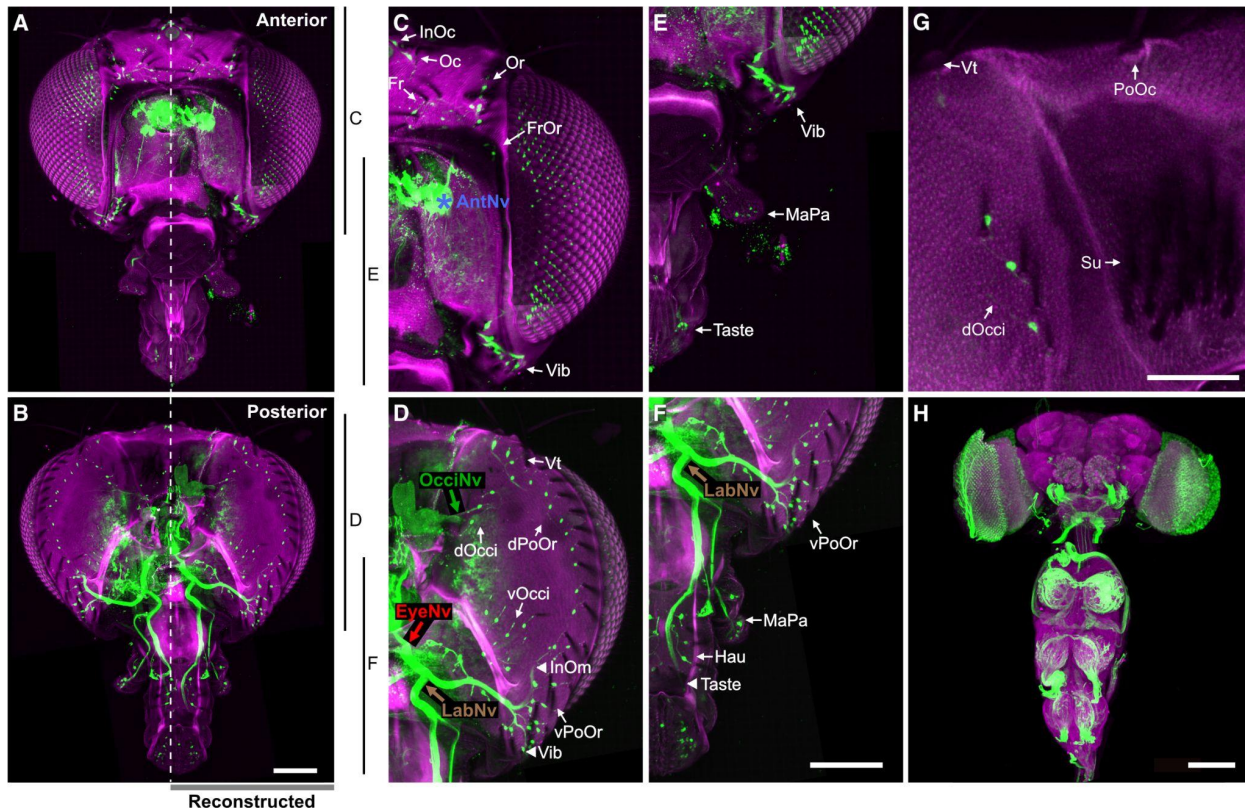 A
Anterior
C
E
B
Posterior
D
F
Reconstructed
C
InOc
Oc
Or
Fr
FrOr
* AntNv
Vib
D
Vt
OcciNv
dOcci
dPoOr
vOcci
EyeNv
InOm
LabNv
vPoOr
Vib
E
Vib
MaPa
Taste
F
LabNv
vPoOr
MaPa
Hau
Taste
G
Vt
PoOc
Su
dOcci
H